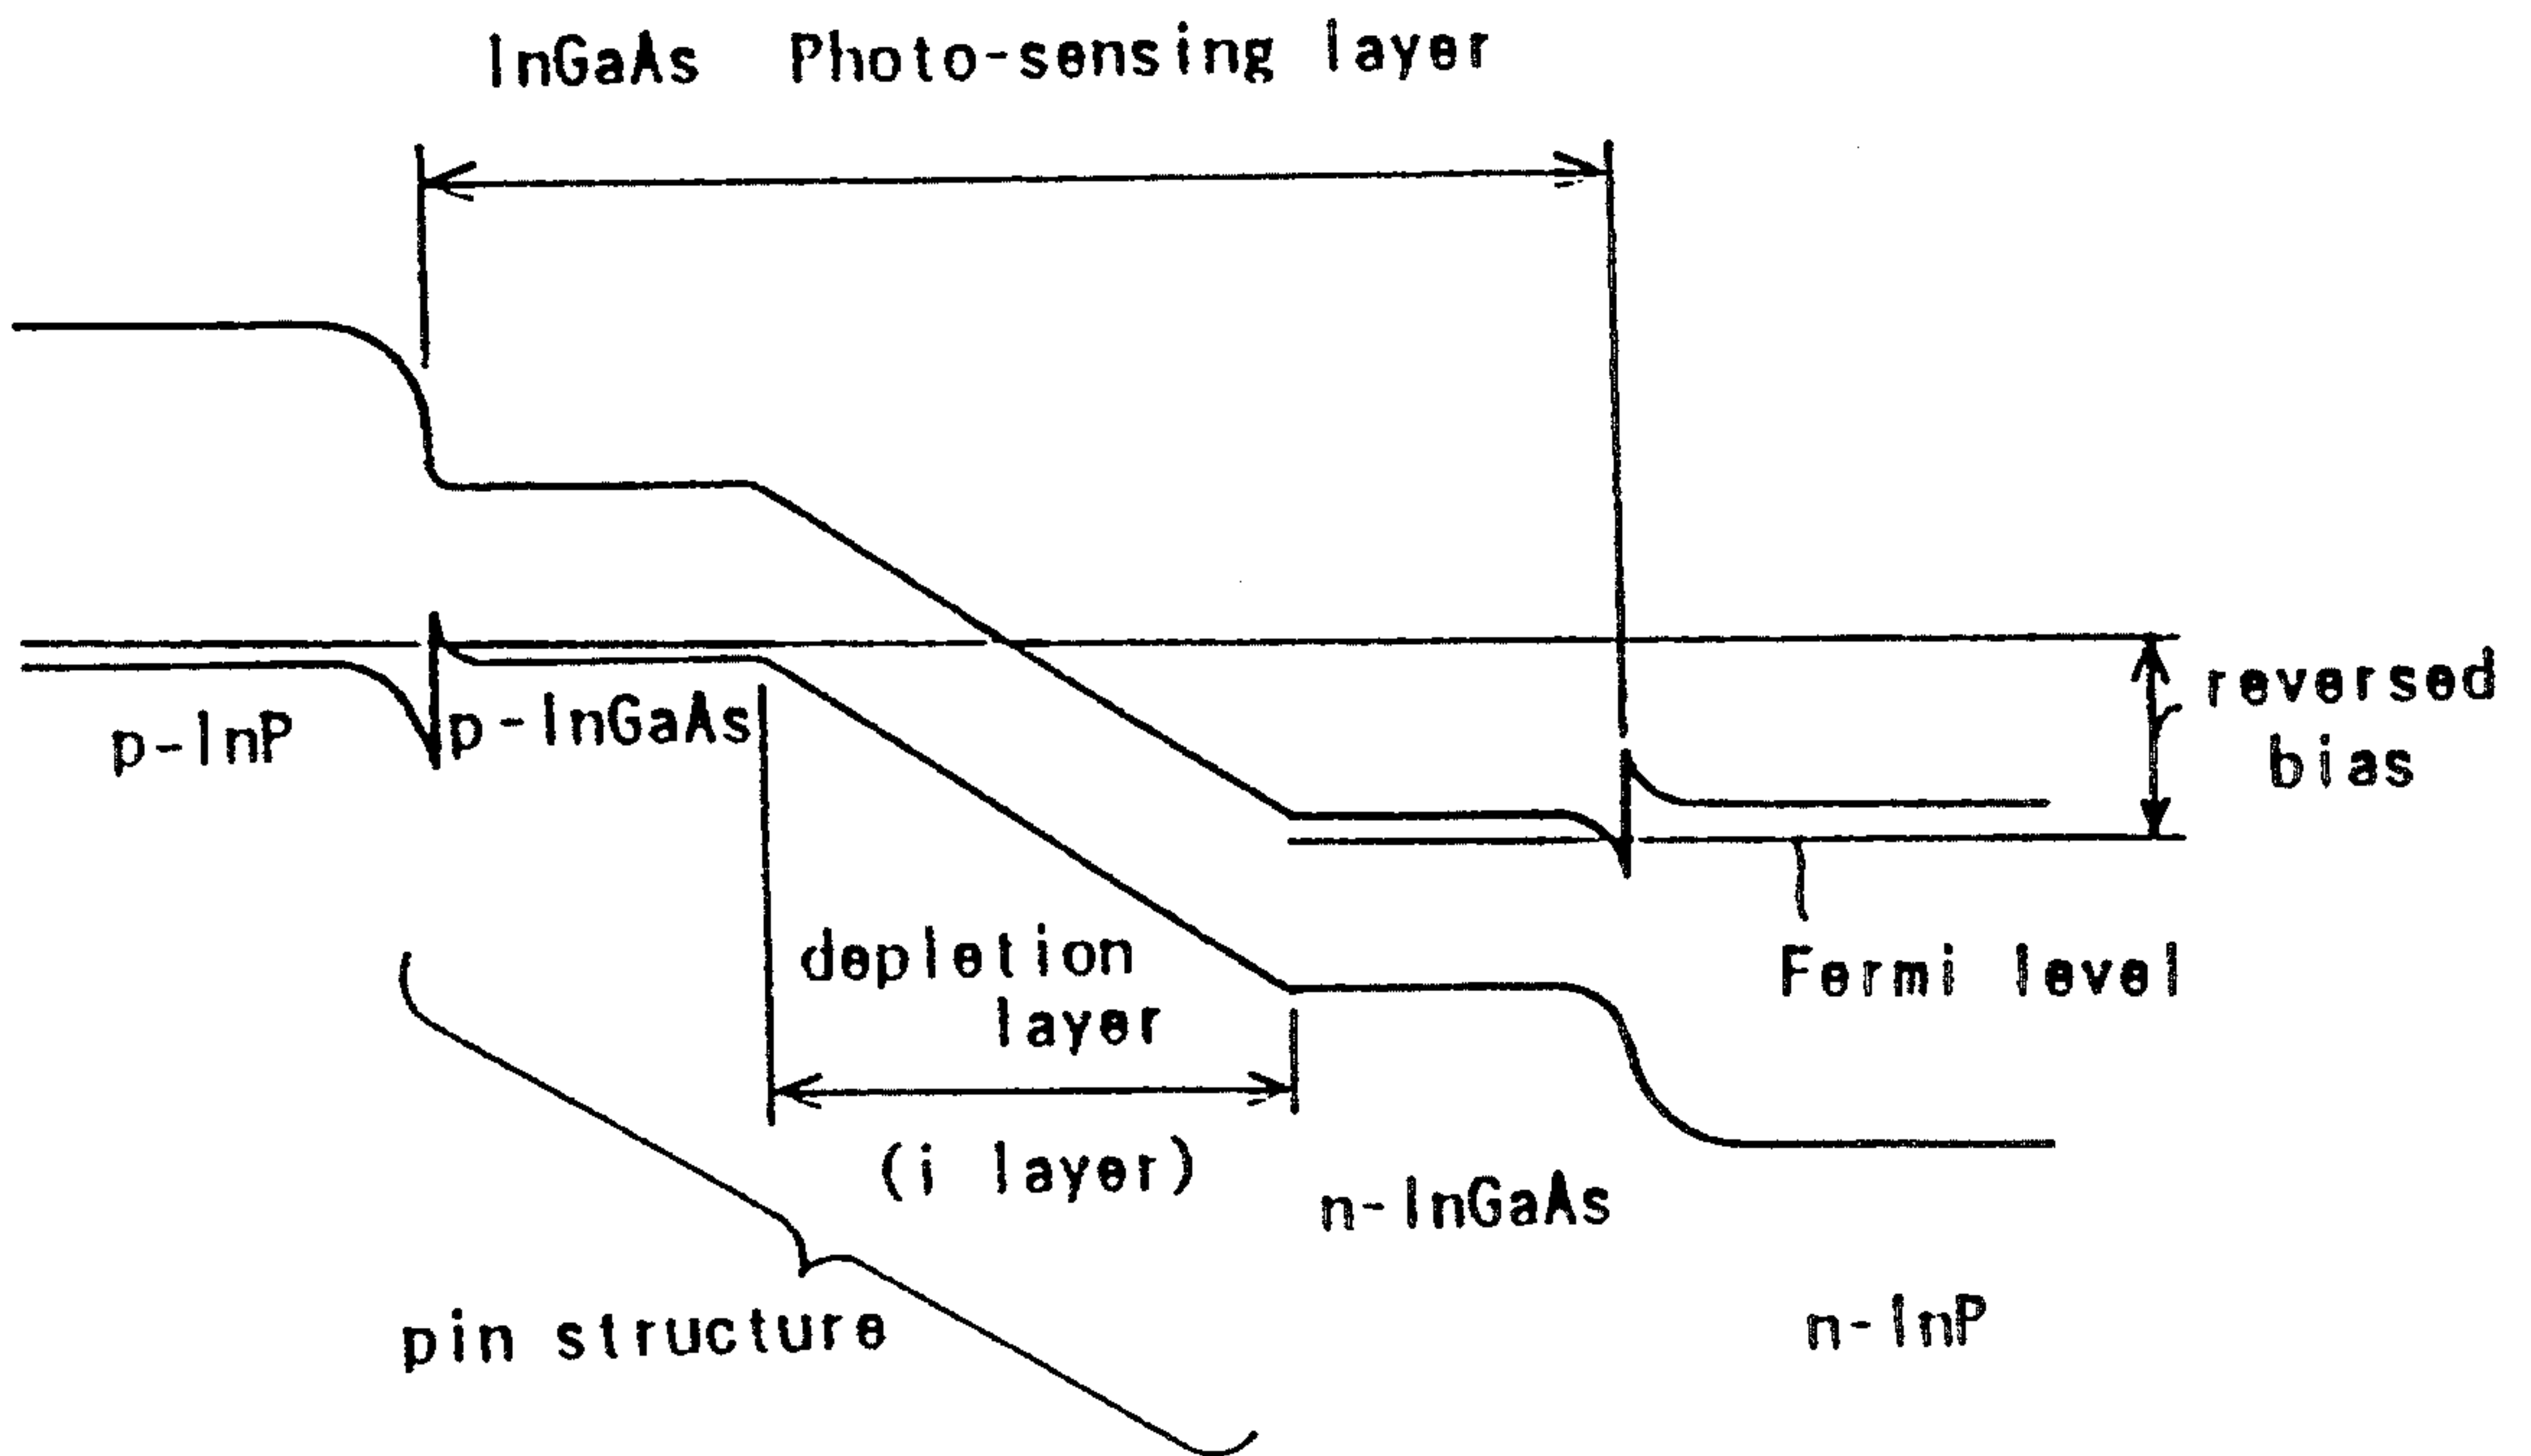 InGaAs Photo-sensing layer
reversed
bias
p-InP
p-InGaAs
depletion
layer
Fermi level
(i layer)
n-InGaAs
pin structure
n-InP